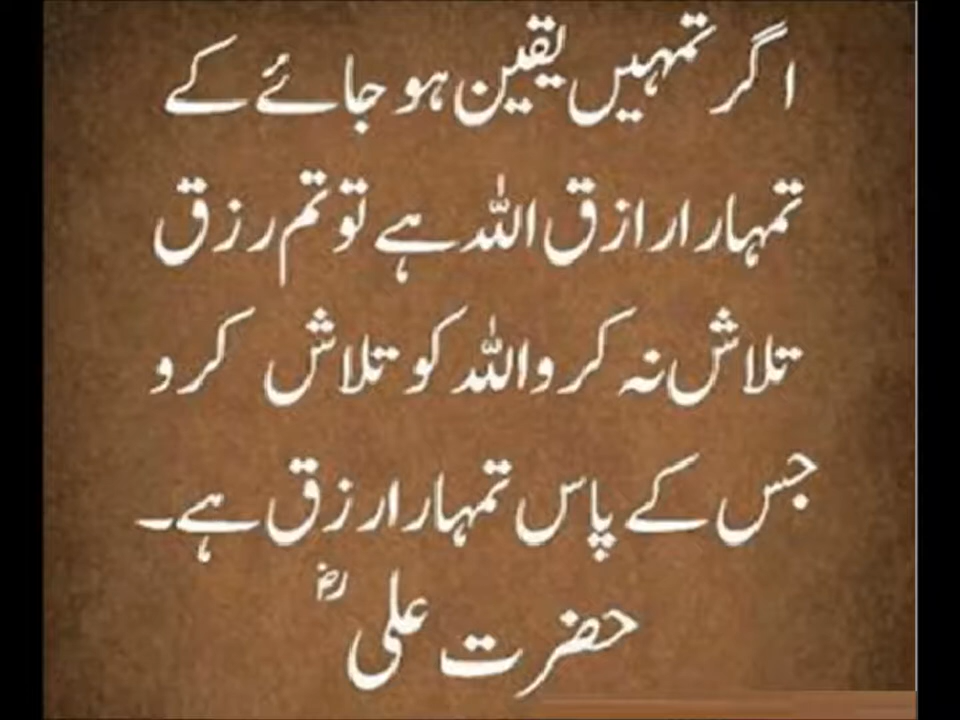 اگر تمہیں یقین ہو جائے کے
تمہارا رازق اللہ ہے تو تم رزق
تلاش نہ کرو اللہ کو تلاش کرو
جس کے پاس تمہارا رزق ہے۔
حضرت علیؓ